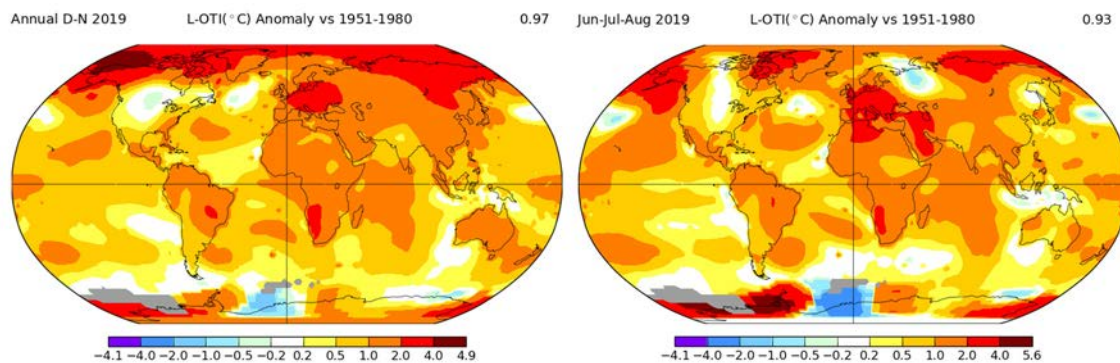 Annual D-N 2019 L-OTI(°C) Anomaly vs 1951-1980 0.97
−4.1 −4.0 −2.0 −1.0 −0.5 −0.2 0.2 0.5 1.0 2.0 4.0 4.9
Jun-Jul-Aug 2019 L-OTI(°C) Anomaly vs 1951-1980 0.93
−4.1 −4.0 −2.0 −1.0 −0.5 −0.2 0.2 0.5 1.0 2.0 4.0 5.6